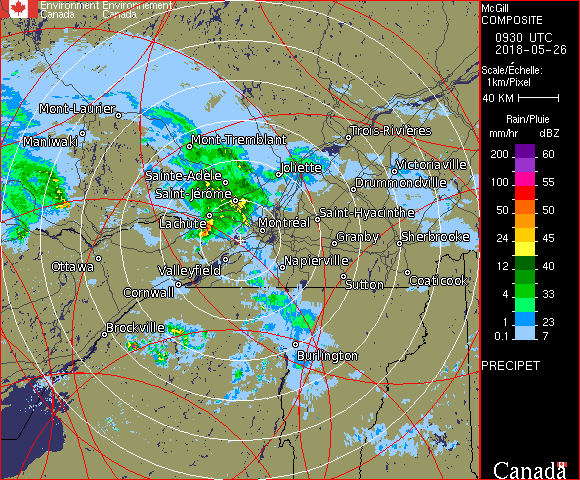 Environment Environnement
Canada Canada
McGill
COMPOSITE
0930 UTC
2018-05-26
Scale/Échelle:
1km/Pixel
40 KM
Rain/Pluie
mm/hr dBZ
200 60
100 55
50 50
24 45
12 40
4 33
1 23
0.1 7
PRECIPET
Canada
Mont-Laurier
Maniwaki
Mont-Tremblant
Trois-Rivières
Sainte-Adèle
Joliette
Victoriaville
Saint-Jérôme
Drummondville
Lachute
Montréal
Saint-Hyacinthe
Granby
Sherbrooke
Ottawa
Valleyfield
Napierville
Cornwall
Sutton
Coaticook
Brockville
Burlington